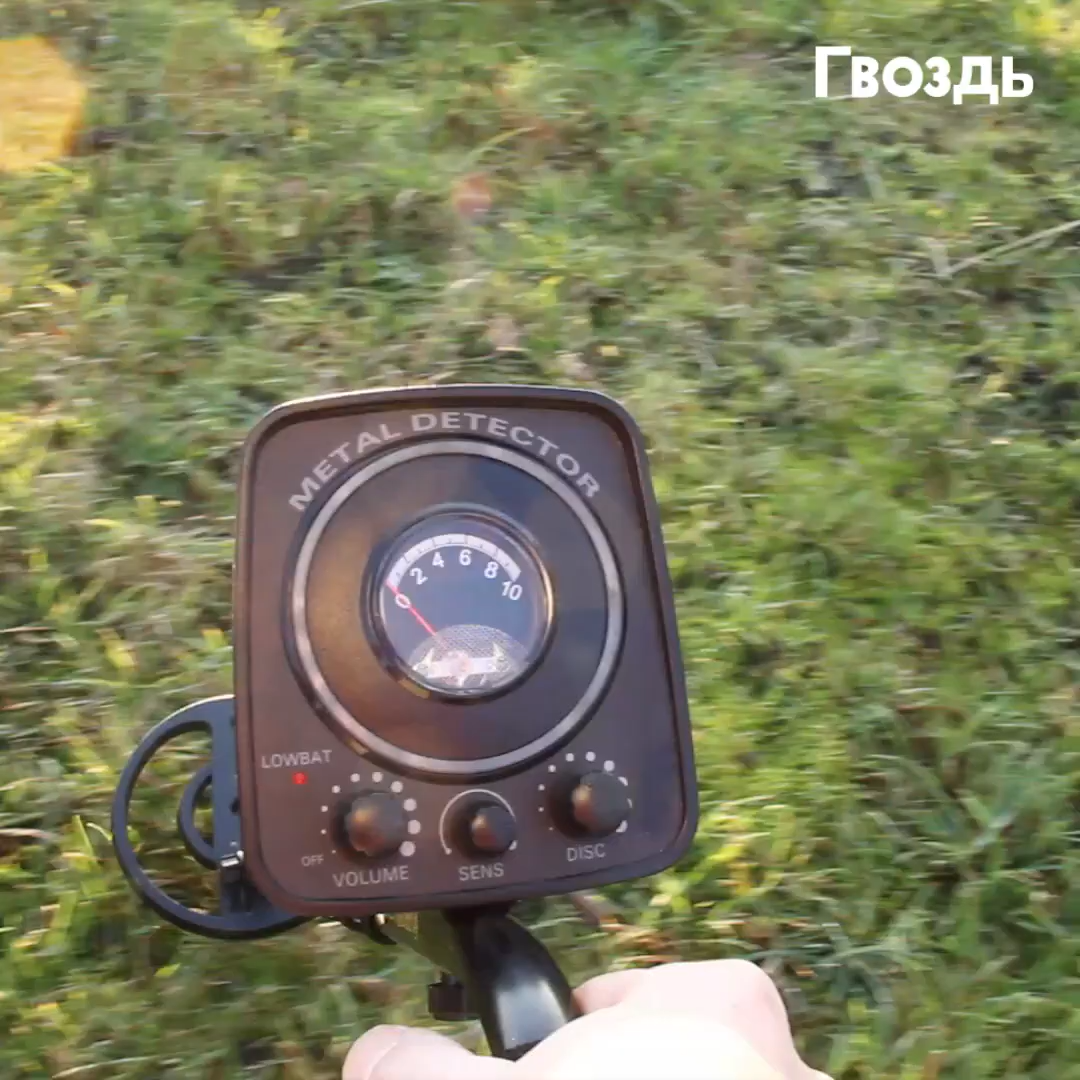 Гвоздь
METAL DETECTOR
0 2 4 6 8 10
LOWBAT
OFF
VOLUME
SENS
DISC